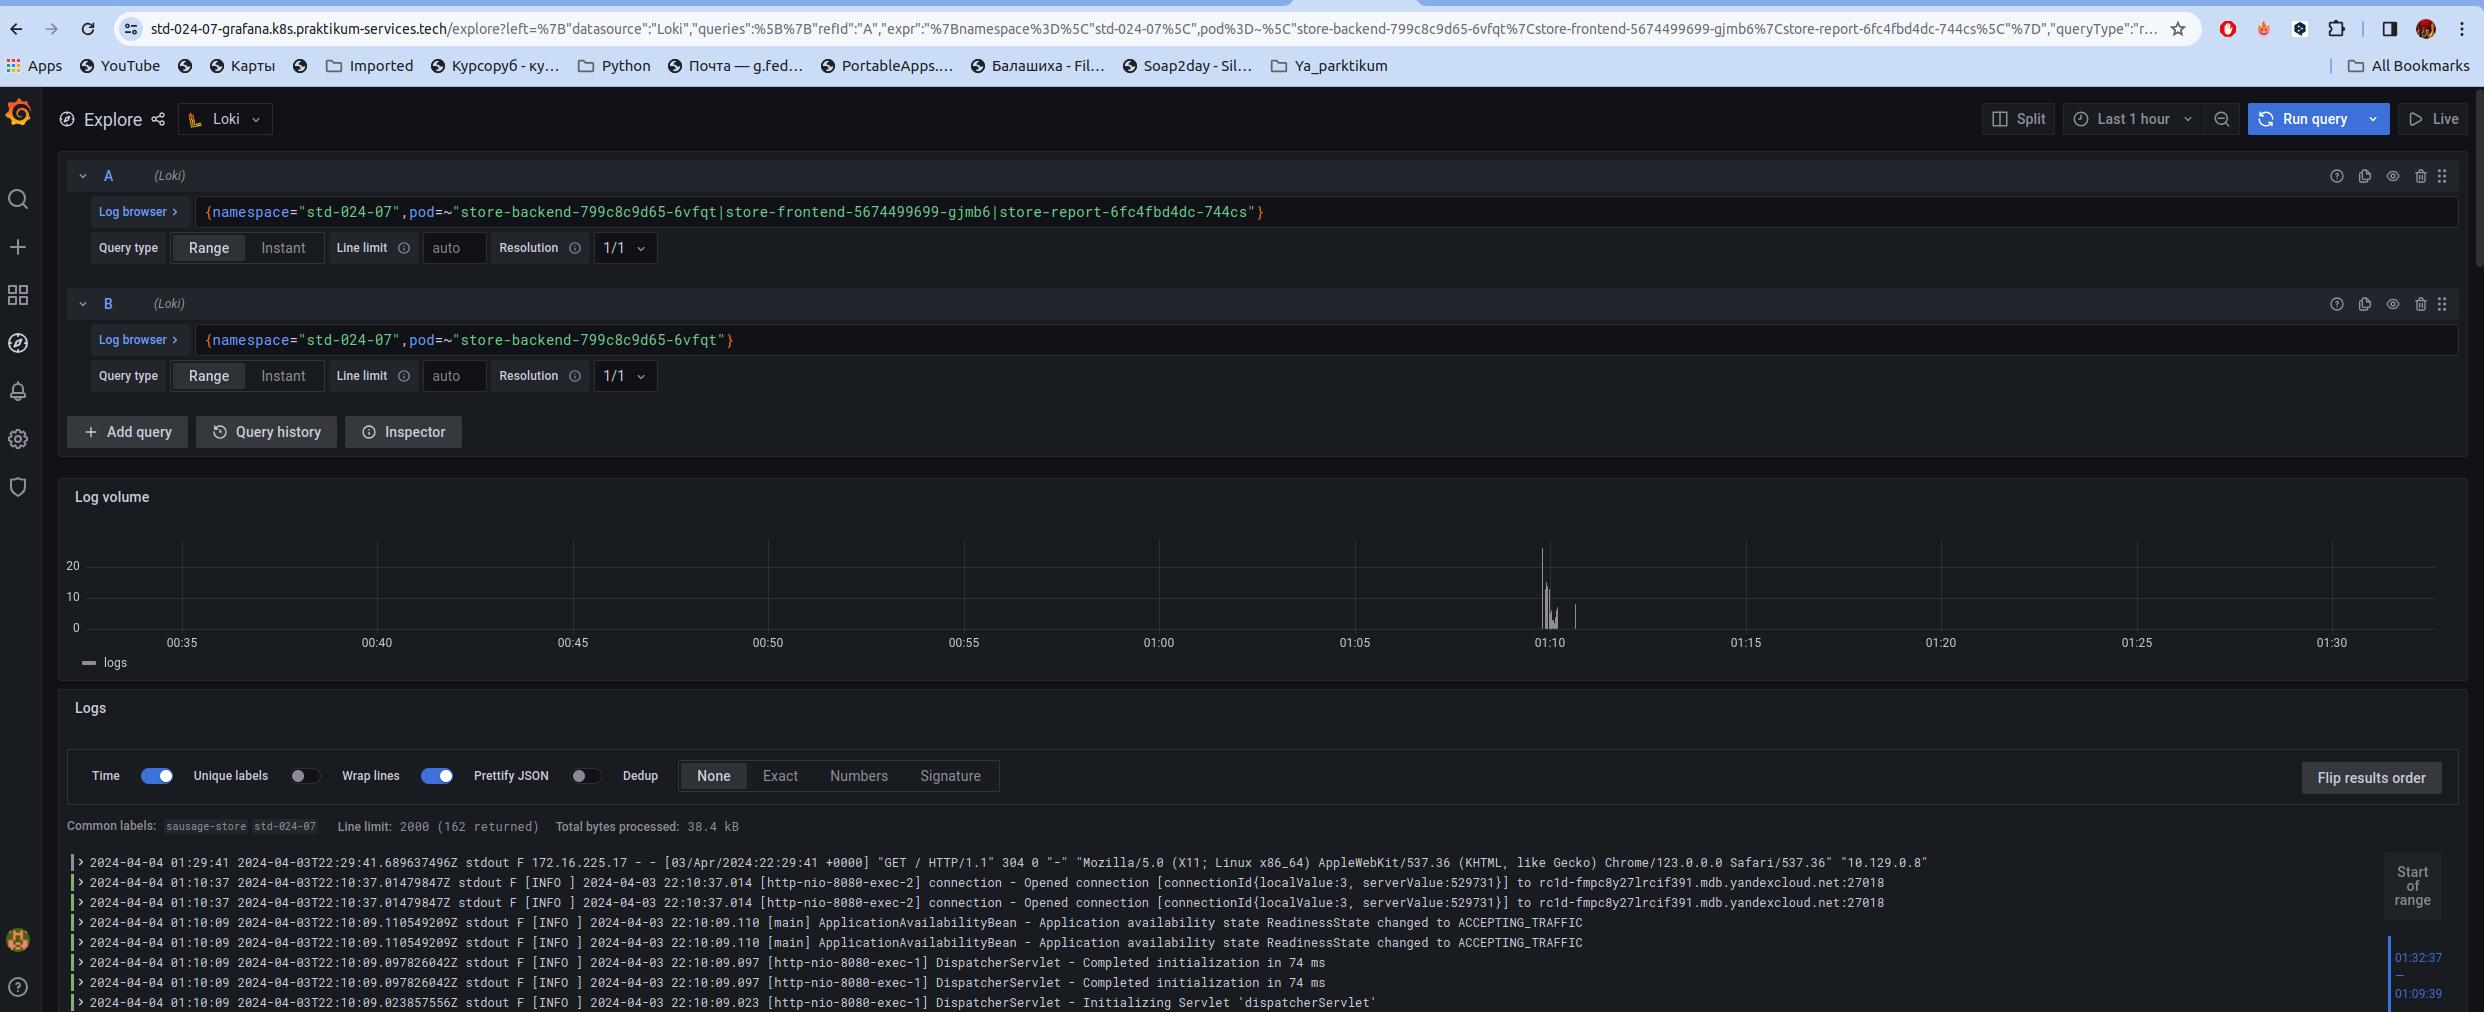 std-024-07-grafana.k8s.praktikum-services.tech/explore?left=%7B"datasource":"Loki","queries":%5B%7B"refId":"A","expr":"%7Bnamespace%3D%5C"std-024-07%5C",pod%3D~%5C"store-backend-799c8c9d65-6vfqt%7Cstore-frontend-5674499699-gjmb6%7Cstore-report-6fc4fbd4dc-744cs%5C"%7D","queryType":"r...
Apps YouTube Карты Imported Курсоруб - ку... Python Почта — g.fed... PortableApps.... Балашиха - Fil... Soap2day - Sil... Ya_parktikum All Bookmarks
Explore Loki Split Last 1 hour Run query Live
A (Loki)
Log browser > {namespace="std-024-07",pod=~"store-backend-799c8c9d65-6vfqt|store-frontend-5674499699-gjmb6|store-report-6fc4fbd4dc-744cs"}
Query type Range Instant Line limit auto Resolution 1/1
B (Loki)
Log browser > {namespace="std-024-07",pod=~"store-backend-799c8c9d65-6vfqt"}
Query type Range Instant Line limit auto Resolution 1/1
+ Add query Query history Inspector
Log volume
20
10
0
00:35 00:40 00:45 00:50 00:55 01:00 01:05 01:10 01:15 01:20 01:25 01:30
logs
Logs
Time Unique labels Wrap lines Prettify JSON Dedup None Exact Numbers Signature Flip results order
Common labels: sausage-store std-024-07 Line limit: 2000 (162 returned) Total bytes processed: 38.4 kB
> 2024-04-04 01:29:41 2024-04-03T22:29:41.689637496Z stdout F 172.16.225.17 - - [03/Apr/2024:22:29:41 +0000] "GET / HTTP/1.1" 304 0 "-" "Mozilla/5.0 (X11; Linux x86_64) AppleWebKit/537.36 (KHTML, like Gecko) Chrome/123.0.0.0 Safari/537.36" "10.129.0.8"
> 2024-04-04 01:10:37 2024-04-03T22:10:37.01479847Z stdout F [INFO ] 2024-04-03 22:10:37.014 [http-nio-8080-exec-2] connection - Opened connection [connectionId{localValue:3, serverValue:529731}] to rc1d-fmpc8y27lrcif391.mdb.yandexcloud.net:27018
> 2024-04-04 01:10:37 2024-04-03T22:10:37.01479847Z stdout F [INFO ] 2024-04-03 22:10:37.014 [http-nio-8080-exec-2] connection - Opened connection [connectionId{localValue:3, serverValue:529731}] to rc1d-fmpc8y27lrcif391.mdb.yandexcloud.net:27018
> 2024-04-04 01:10:09 2024-04-03T22:10:09.110549209Z stdout F [INFO ] 2024-04-03 22:10:09.110 [main] ApplicationAvailabilityBean - Application availability state ReadinessState changed to ACCEPTING_TRAFFIC
> 2024-04-04 01:10:09 2024-04-03T22:10:09.110549209Z stdout F [INFO ] 2024-04-03 22:10:09.110 [main] ApplicationAvailabilityBean - Application availability state ReadinessState changed to ACCEPTING_TRAFFIC
> 2024-04-04 01:10:09 2024-04-03T22:10:09.097826042Z stdout F [INFO ] 2024-04-03 22:10:09.097 [http-nio-8080-exec-1] DispatcherServlet - Completed initialization in 74 ms
> 2024-04-04 01:10:09 2024-04-03T22:10:09.097826042Z stdout F [INFO ] 2024-04-03 22:10:09.097 [http-nio-8080-exec-1] DispatcherServlet - Completed initialization in 74 ms
> 2024-04-04 01:10:09 2024-04-03T22:10:09.023857556Z stdout F [INFO ] 2024-04-03 22:10:09.023 [http-nio-8080-exec-1] DispatcherServlet - Initializing Servlet 'dispatcherServlet'
Start
of
range
01:32:37
—
01:09:39